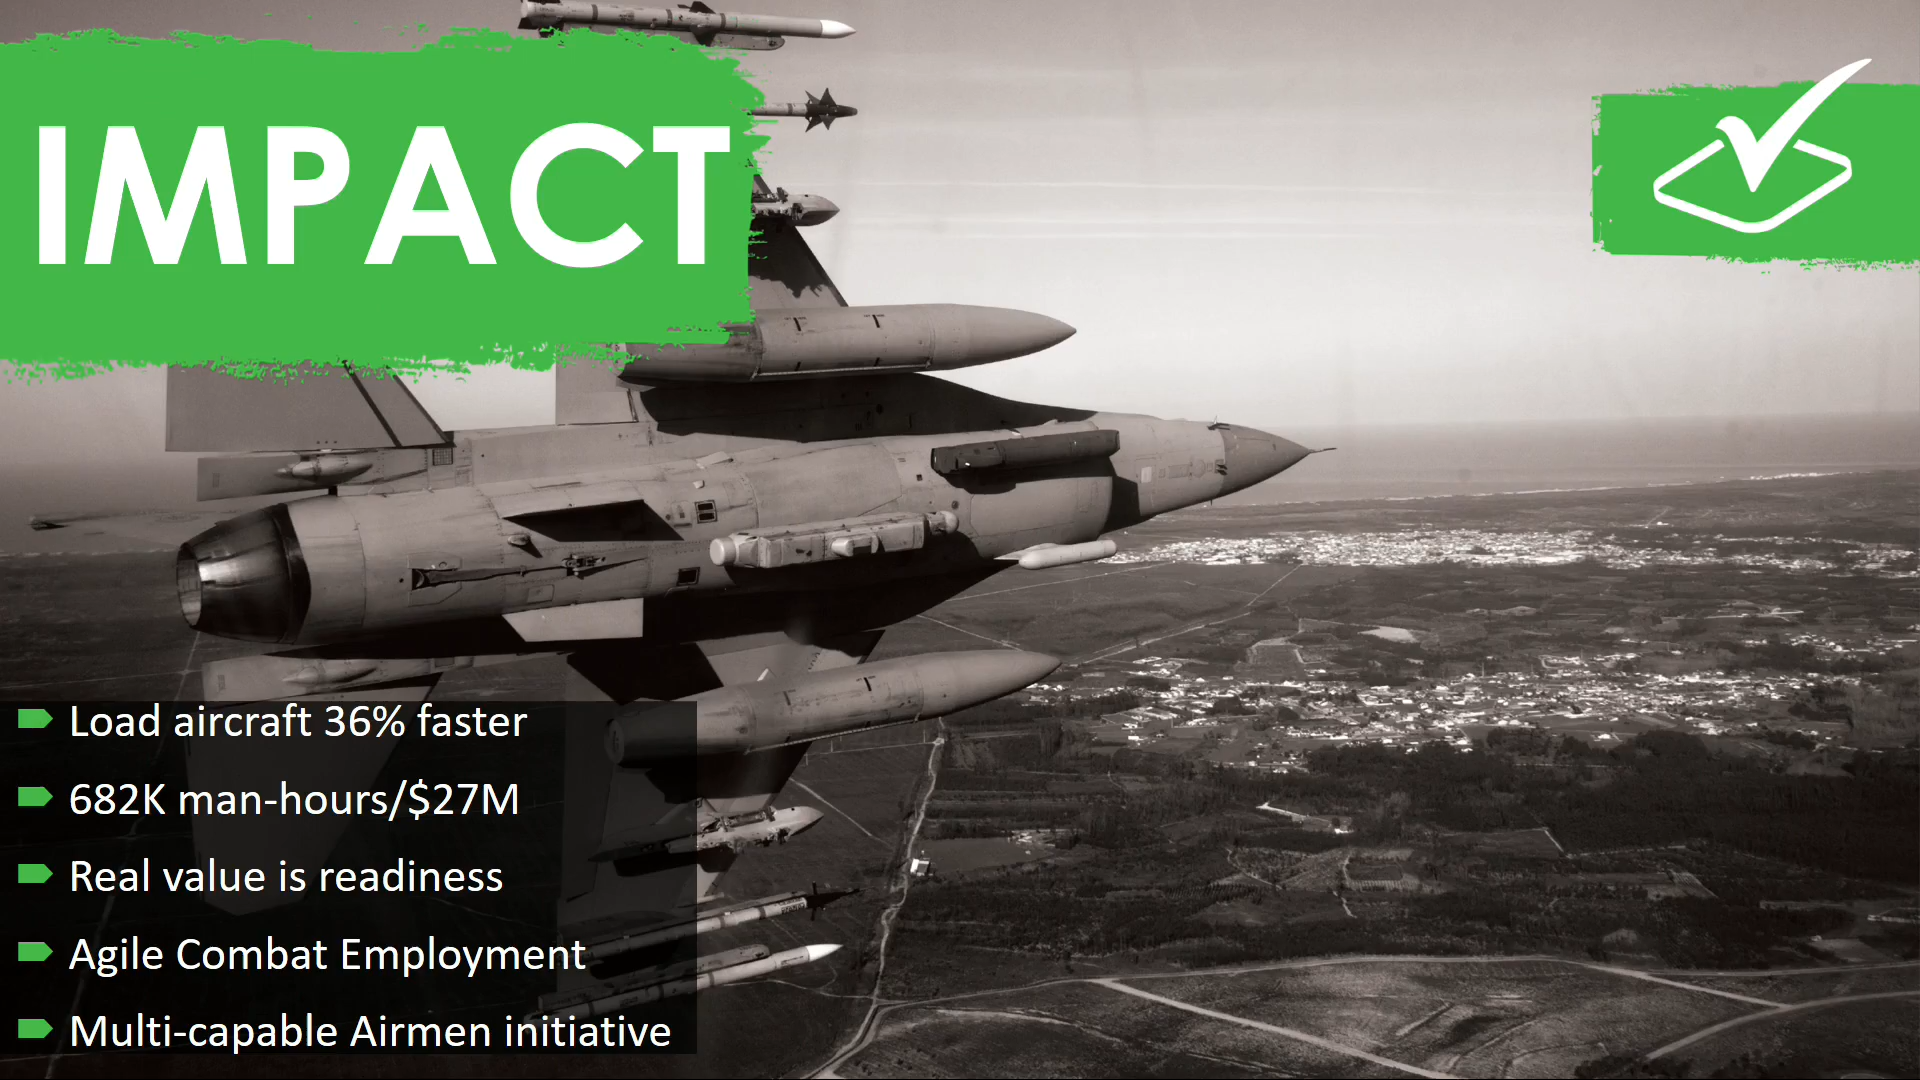 IMPACT
Load aircraft 36% faster
682K man-hours/$27M
Real value is readiness
Agile Combat Employment
Multi-capable Airmen initiative